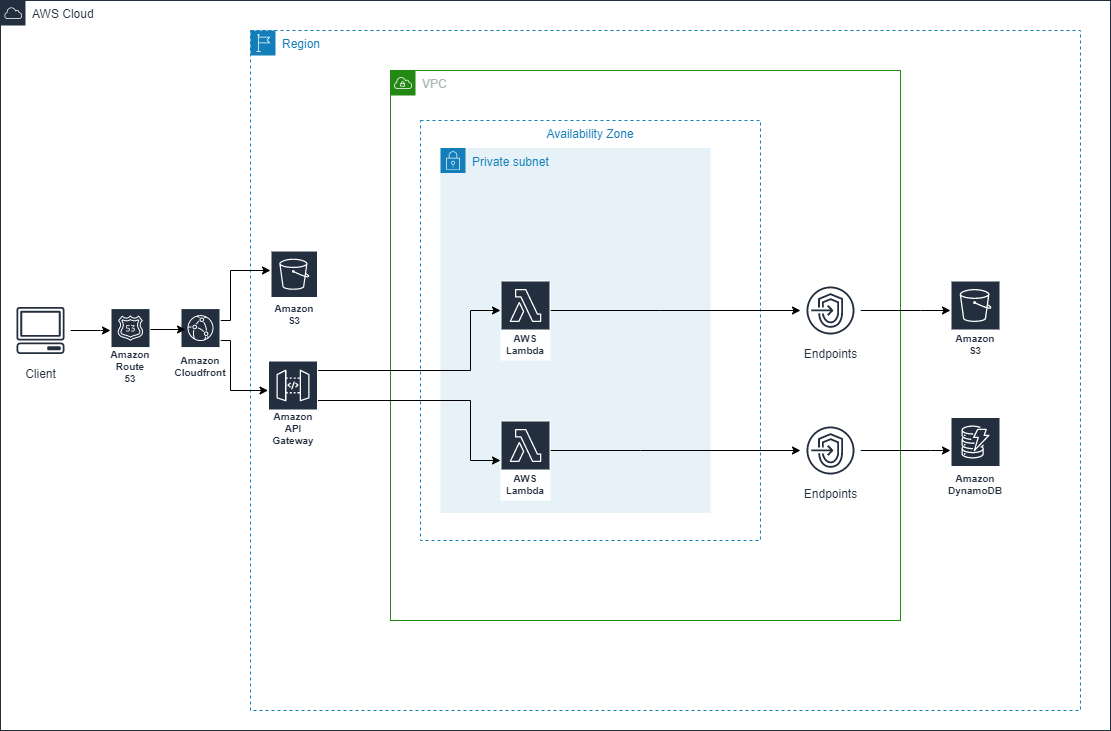 AWS Cloud
Region
VPC
Availability Zone
Private subnet
Client
53
Amazon
Route
53
Amazon
Cloudfront
Amazon
S3
</>
Amazon
API
Gateway
AWS
Lambda
AWS
Lambda
Endpoints
Endpoints
Amazon
S3
Amazon
DynamoDB